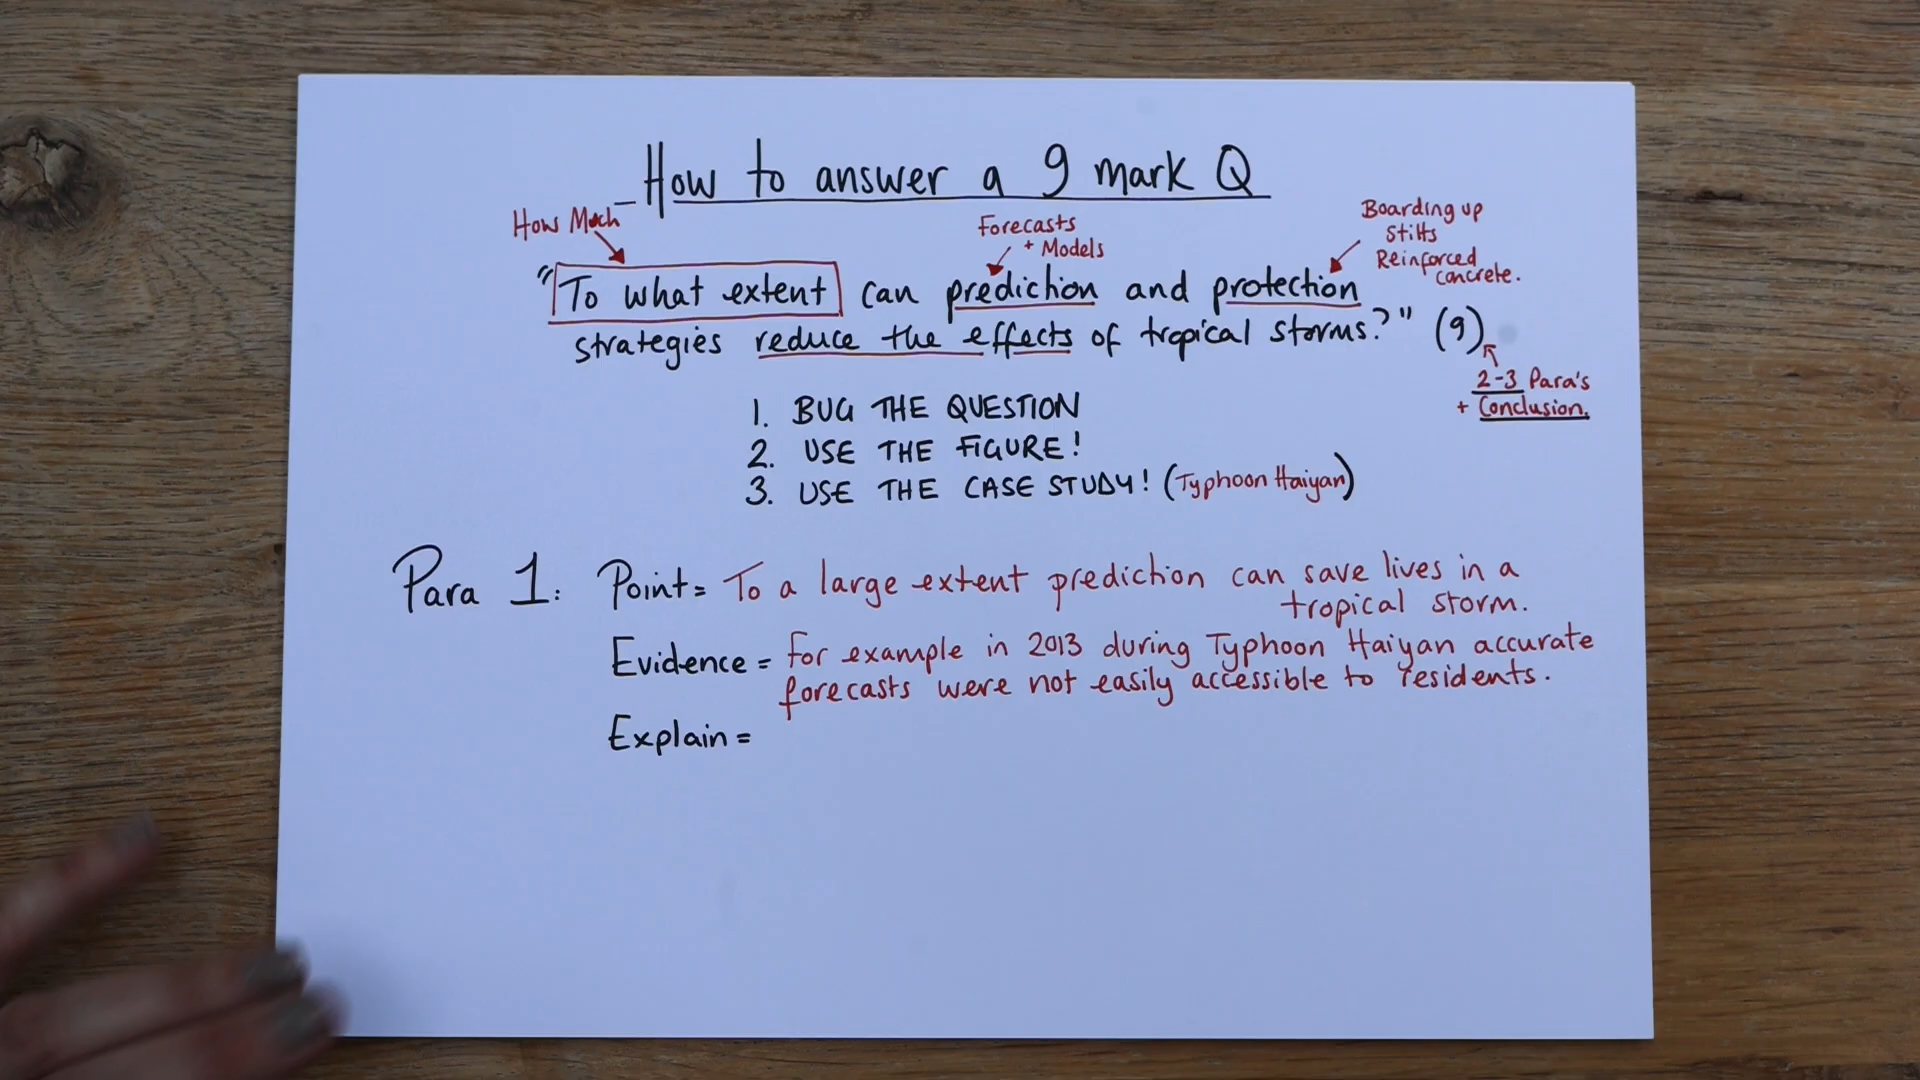 How to answer a 9 mark Q
How Much
Forecasts
+ Models
Boarding up
Stilts
Reinforced
concrete.
"To what extent can prediction and protection
strategies reduce the effects of tropical storms?" (9)
2-3 Para's
+ Conclusion.
1. BUG THE QUESTION
2. USE THE FIGURE!
3. USE THE CASE STUDY! (Typhoon Haiyan)
Para 1: Point = To a large extent prediction can save lives in a
tropical storm.
Evidence = for example in 2013 during Typhoon Haiyan accurate
forecasts were not easily accessible to residents.
Explain =